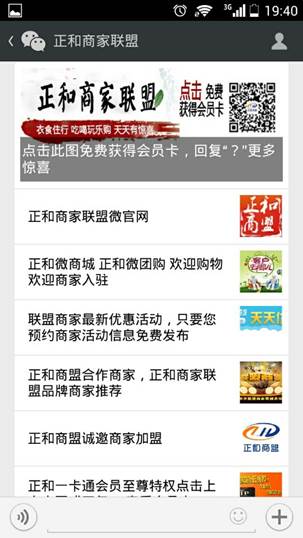 3G 19:40
正和商家联盟
正和商家联盟
点击 免费
获得会员卡
衣食住行 吃喝玩乐购 天天有惊喜
点击此图免费获得会员卡，回复“？”更多
惊喜
正和商家联盟微官网
正和
商盟
正和微商城 正和微团购 欢迎购物
欢迎商家入驻
联盟商家最新优惠活动，只要您
预约商家活动信息免费发布
正和商盟合作商家，正和商家联
盟品牌商家推荐
正和商盟诚邀商家加盟
正和商盟
正和一卡通会员至尊特权点击上